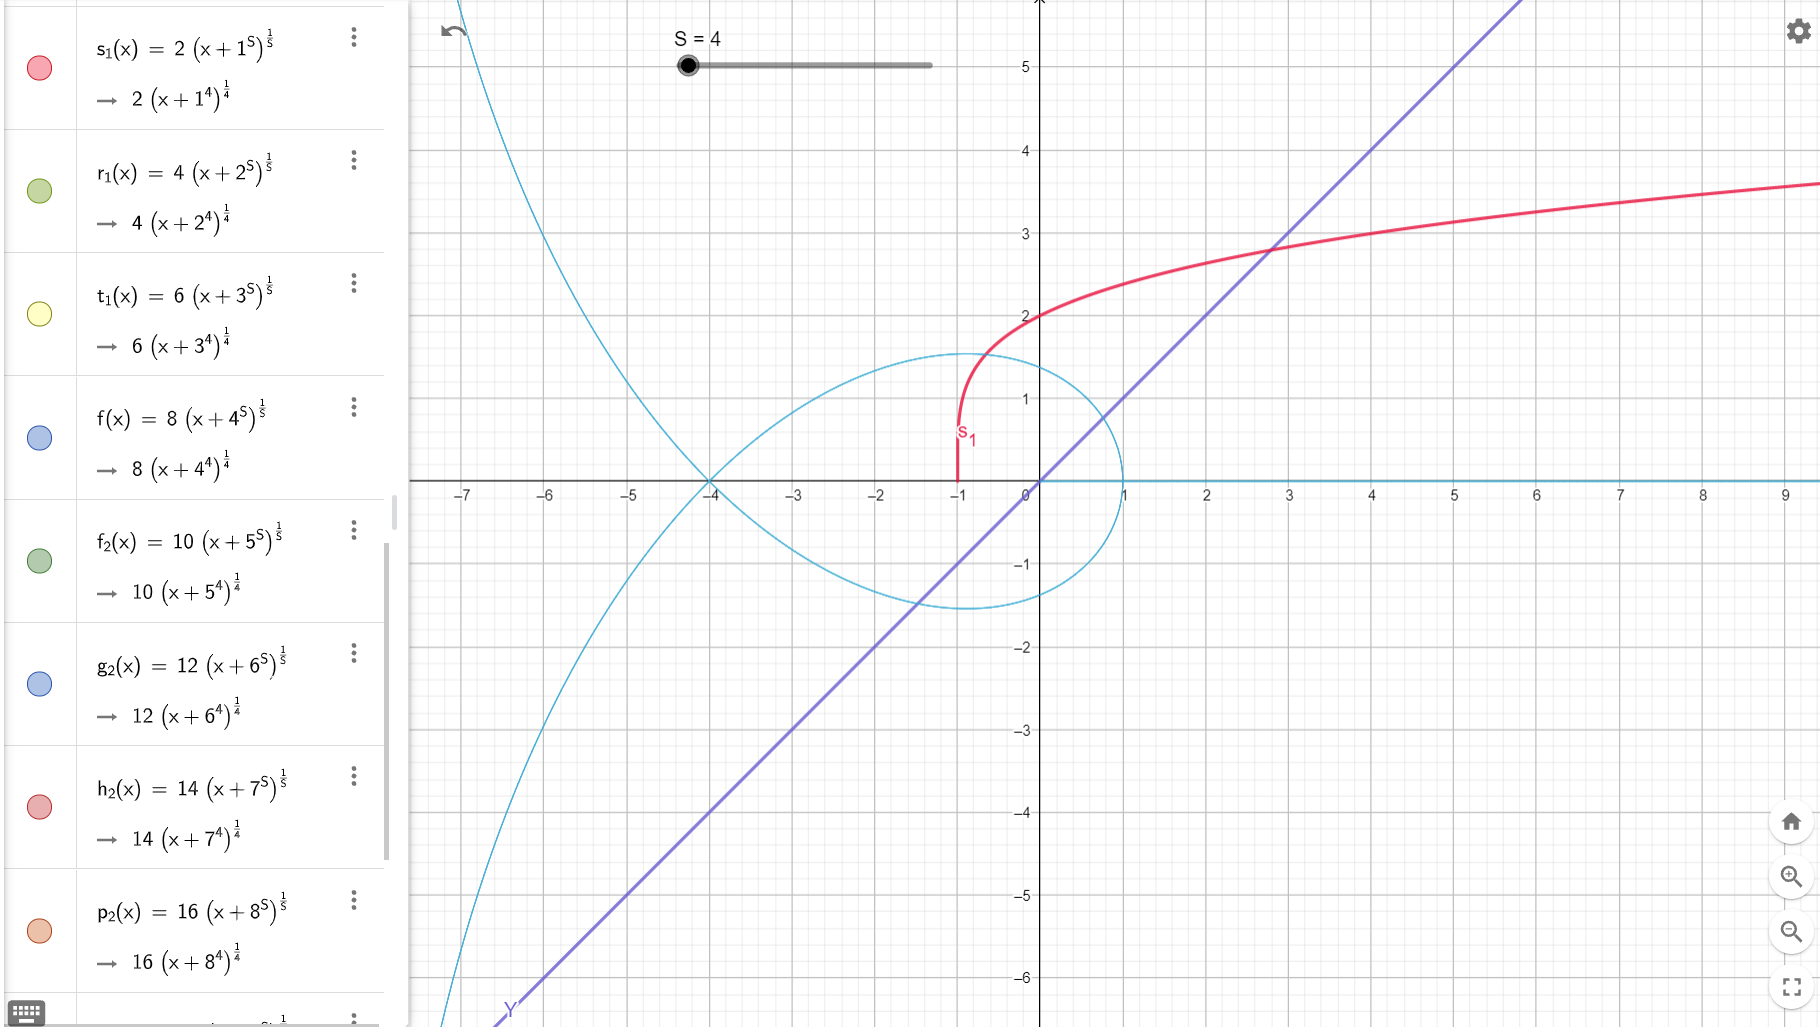 s₁(x) = 2 (x + 1^S)^(1/S)
→ 2 (x + 1⁴)^(1/4)
r₁(x) = 4 (x + 2^S)^(1/S)
→ 4 (x + 2⁴)^(1/4)
t₁(x) = 6 (x + 3^S)^(1/S)
→ 6 (x + 3⁴)^(1/4)
f(x) = 8 (x + 4^S)^(1/S)
→ 8 (x + 4⁴)^(1/4)
f₂(x) = 10 (x + 5^S)^(1/S)
→ 10 (x + 5⁴)^(1/4)
g₂(x) = 12 (x + 6^S)^(1/S)
→ 12 (x + 6⁴)^(1/4)
h₂(x) = 14 (x + 7^S)^(1/S)
→ 14 (x + 7⁴)^(1/4)
p₂(x) = 16 (x + 8^S)^(1/S)
→ 16 (x + 8⁴)^(1/4)
S = 4
5
4
3
2
1
s₁
–7 –6 –5 –4 –3 –2 –1 0 1 2 3 4 5 6 7 8 9
–1
–2
–3
–4
–5
–6
Y